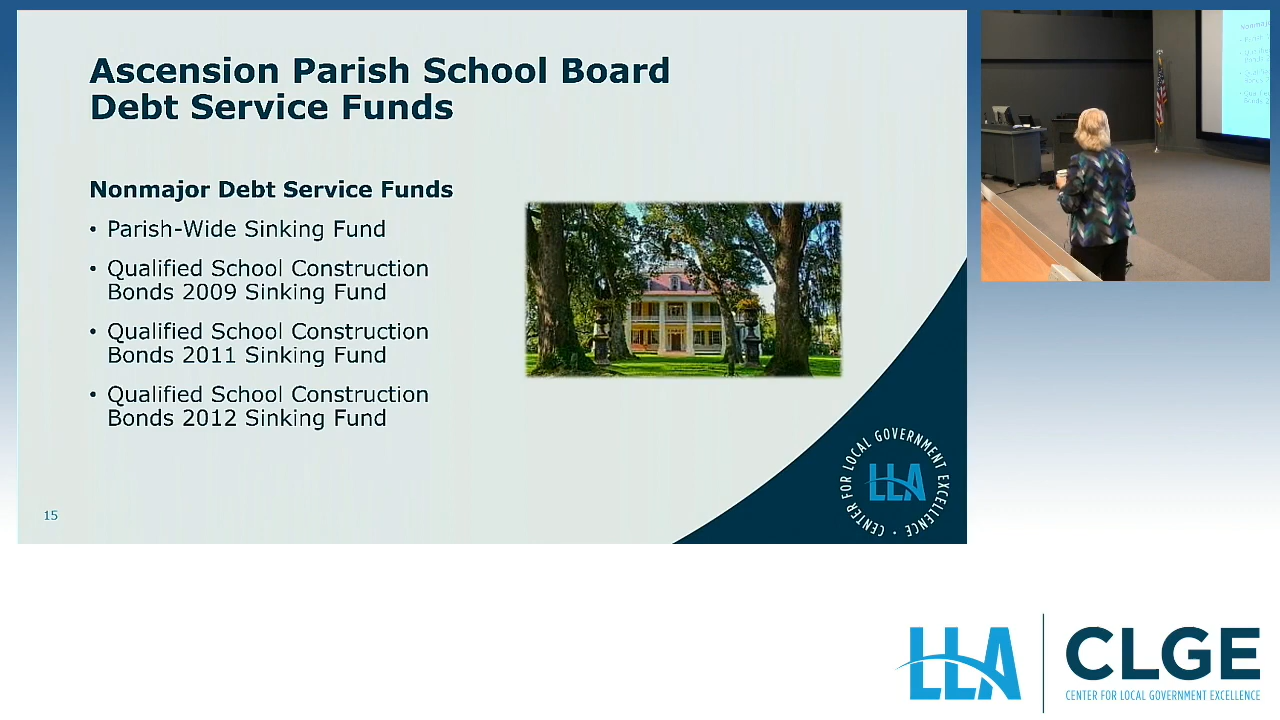 Ascension Parish School Board
Debt Service Funds
Nonmajor Debt Service Funds
• Parish-Wide Sinking Fund
• Qualified School Construction
Bonds 2009 Sinking Fund
• Qualified School Construction
Bonds 2011 Sinking Fund
• Qualified School Construction
Bonds 2012 Sinking Fund
15
CENTER FOR LOCAL GOVERNMENT EXCELLENCE •
LLA
LLA
CLGE
CENTER FOR LOCAL GOVERNMENT EXCELLENCE